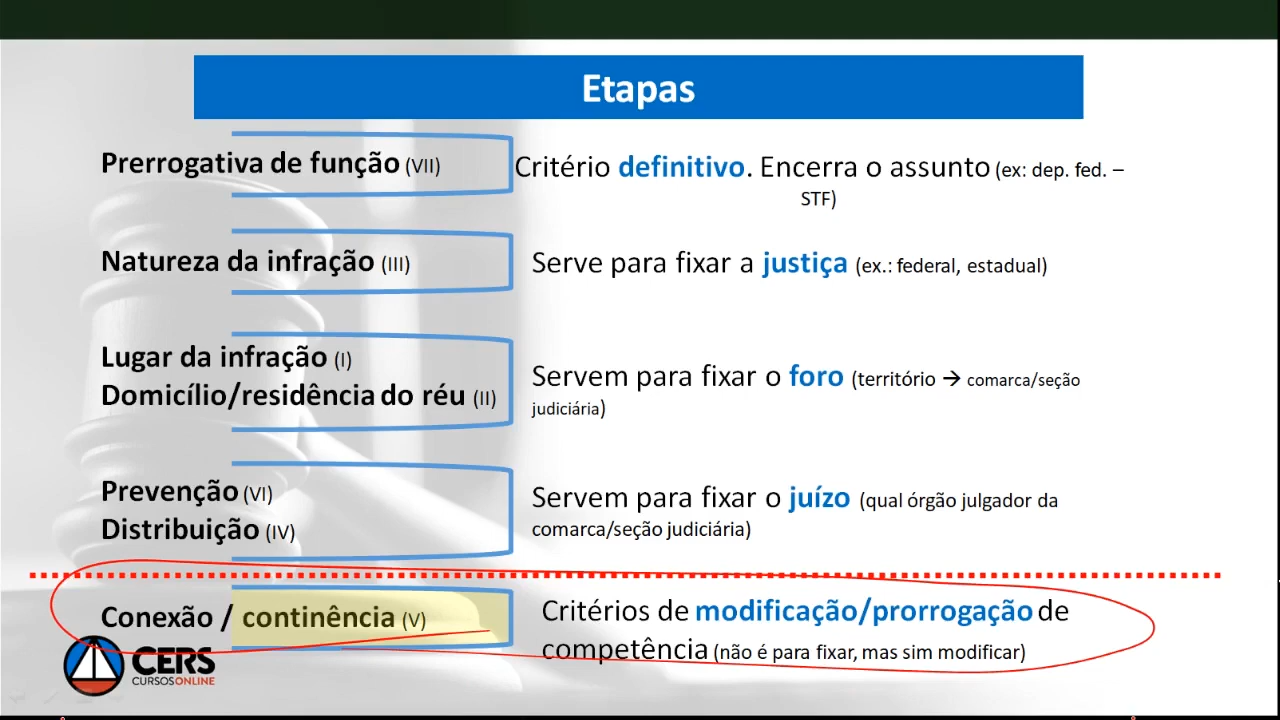 Etapas
Prerrogativa de função (VII)
Critério definitivo. Encerra o assunto (ex: dep. fed. –
STF)
Natureza da infração (III)
Serve para fixar a justiça (ex.: federal, estadual)
Lugar da infração (I)
Domicílio/residência do réu (II)
Servem para fixar o foro (território → comarca/seção
judiciária)
Prevenção (VI)
Distribuição (IV)
Servem para fixar o juízo (qual órgão julgador da
comarca/seção judiciária)
Conexão / continência (V)
Critérios de modificação/prorrogação de
competência (não é para fixar, mas sim modificar)
CERS
CURSOS ONLINE